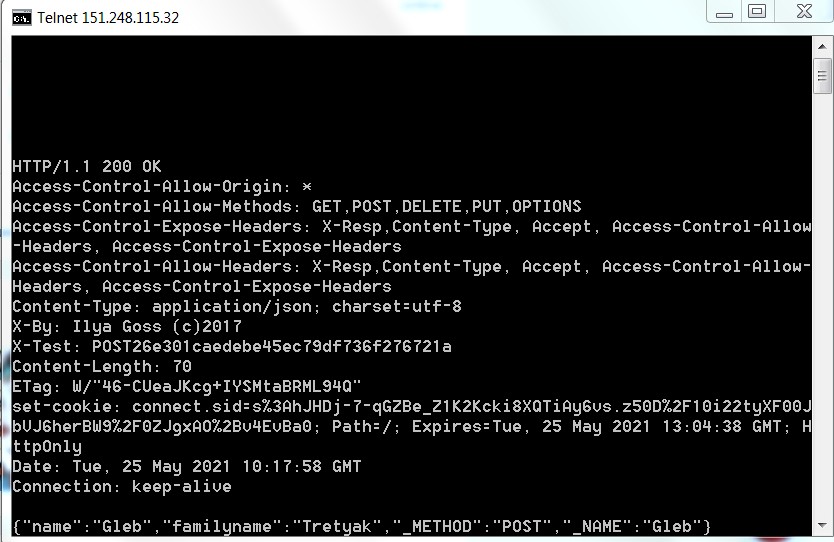 Telnet 151.248.115.32
HTTP/1.1 200 OK
Access-Control-Allow-Origin: *
Access-Control-Allow-Methods: GET,POST,DELETE,PUT,OPTIONS
Access-Control-Expose-Headers: X-Resp,Content-Type, Accept, Access-Control-Allow
-Headers, Access-Control-Expose-Headers
Access-Control-Allow-Headers: X-Resp,Content-Type, Accept, Access-Control-Allow-
Headers, Access-Control-Expose-Headers
Content-Type: application/json; charset=utf-8
X-By: Ilya Goss (c)2017
X-Test: POST26e301caedebe45ec79df736f276721a
Content-Length: 70
ETag: W/"46-CUeaJKcg+IYSMtaBRML94Q"
set-cookie: connect.sid=s%3AhJHDj-7-qGZBe_Z1K2Kcki8XQTiAy6vs.z50D%2F10i22tyXF00J
bVJ6herBW9%2F0ZJgxAO%2Bv4EvBa0; Path=/; Expires=Tue, 25 May 2021 13:04:38 GMT; H
ttpOnly
Date: Tue, 25 May 2021 10:17:58 GMT
Connection: keep-alive
{"name":"Gleb","familyname":"Tretyak","_METHOD":"POST","_NAME":"Gleb"}